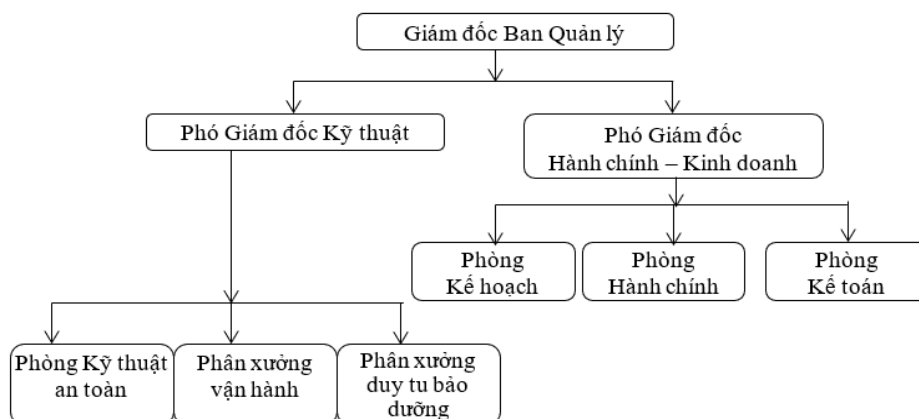 Giám đốc Ban Quản lý
Phó Giám đốc Kỹ thuật
Phó Giám đốc
Hành chính – Kinh doanh
Phòng
Kế hoạch
Phòng
Hành chính
Phòng
Kế toán
Phòng Kỹ thuật
an toàn
Phân xưởng
vận hành
Phân xưởng
duy tu bảo
dưỡng